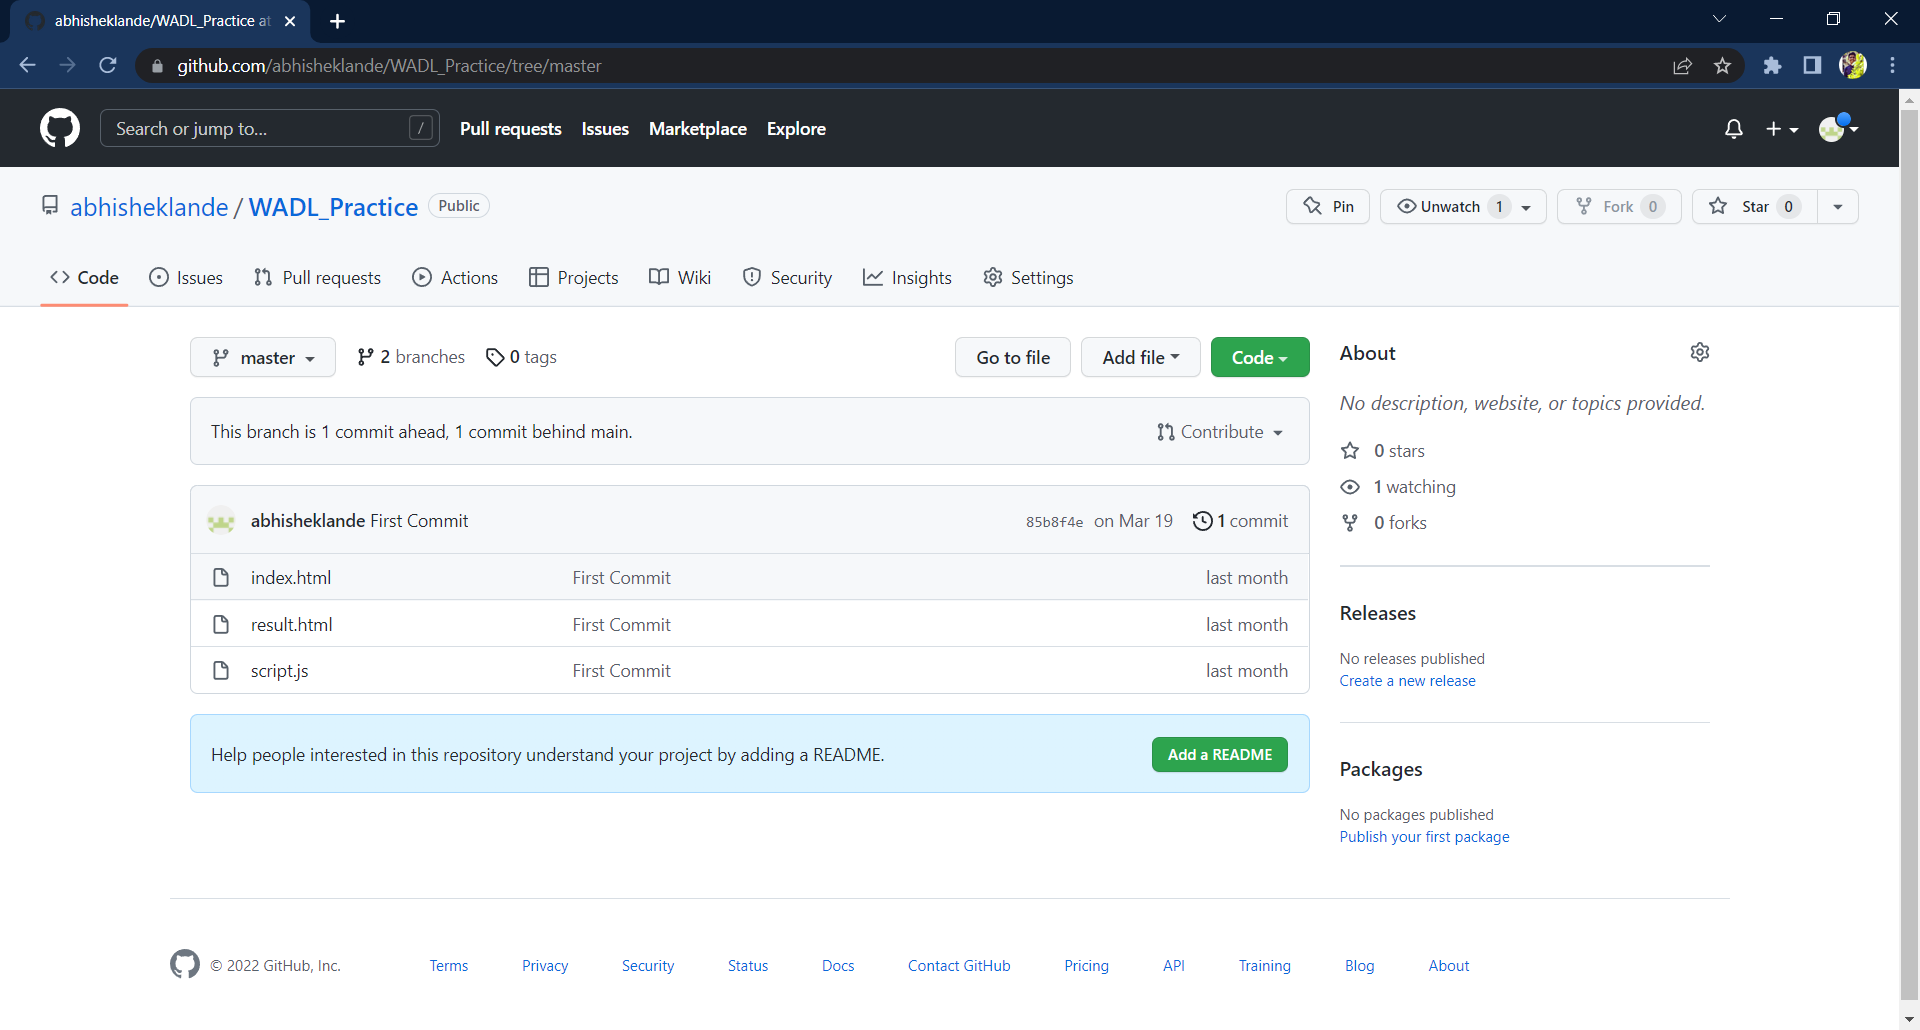 abhisheklande/WADL_Practice at
github.com/abhisheklande/WADL_Practice/tree/master
Search or jump to... / Pull requests Issues Marketplace Explore
abhisheklande / WADL_Practice Public Pin Unwatch 1 Fork 0 Star 0
Code Issues Pull requests Actions Projects Wiki Security Insights Settings
master 2 branches 0 tags Go to file Add file Code
This branch is 1 commit ahead, 1 commit behind main. Contribute
abhisheklande First Commit 85b8f4e on Mar 19 1 commit
index.html First Commit last month
result.html First Commit last month
script.js First Commit last month
Help people interested in this repository understand your project by adding a README. Add a README
About
No description, website, or topics provided.
0 stars
1 watching
0 forks
Releases
No releases published
Create a new release
Packages
No packages published
Publish your first package
© 2022 GitHub, Inc. Terms Privacy Security Status Docs Contact GitHub Pricing API Training Blog About